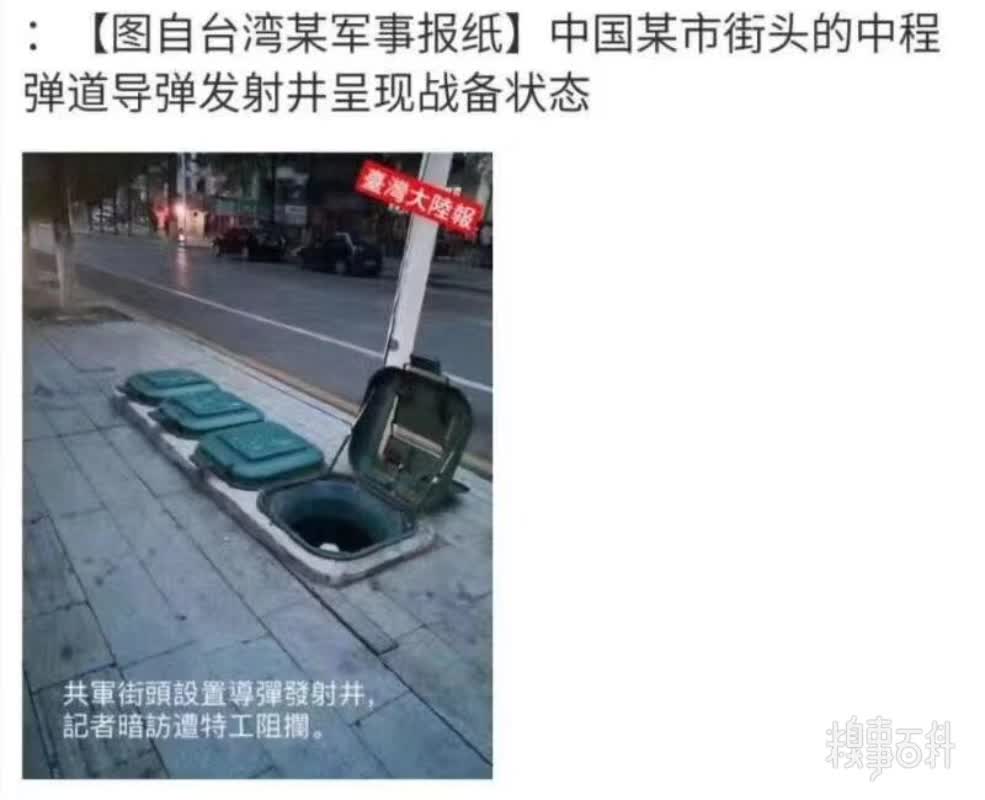 ：【图自台湾某军事报纸】中国某市街头的中程
弹道导弹发射井呈现战备状态
臺灣大陸報
共軍街頭設置導彈發射井，
記者暗訪遭特工阻攔。
糗事百科